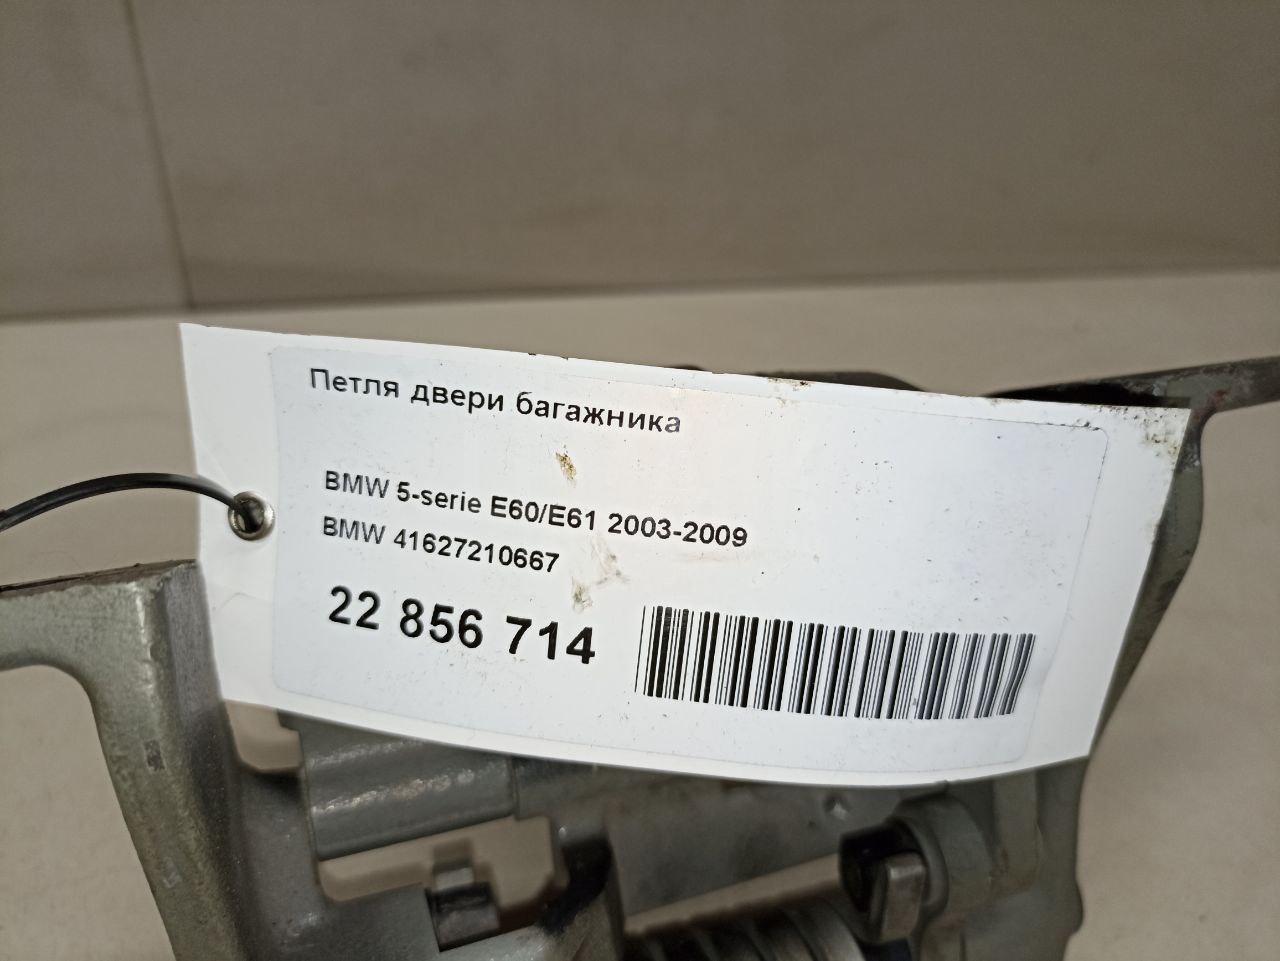 Петля двери багажника
BMW 5-serie E60/E61 2003-2009
BMW 41627210667
22 856 714